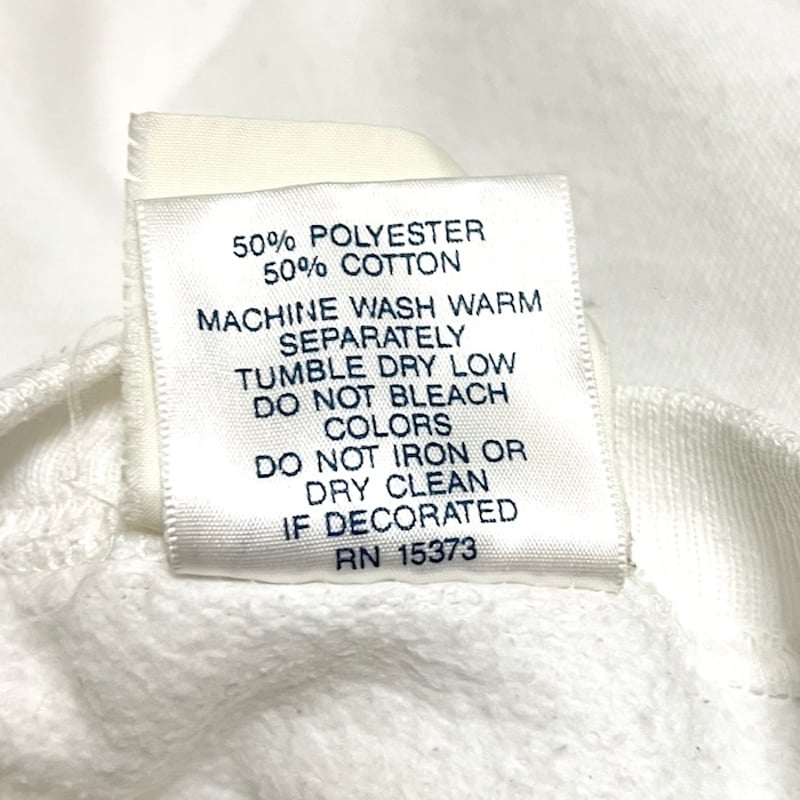 50% POLYESTER
50% COTTON
MACHINE WASH WARM
SEPARATELY
TUMBLE DRY LOW
DO NOT BLEACH
COLORS
DO NOT IRON OR
DRY CLEAN
IF DECORATED
RN 15373